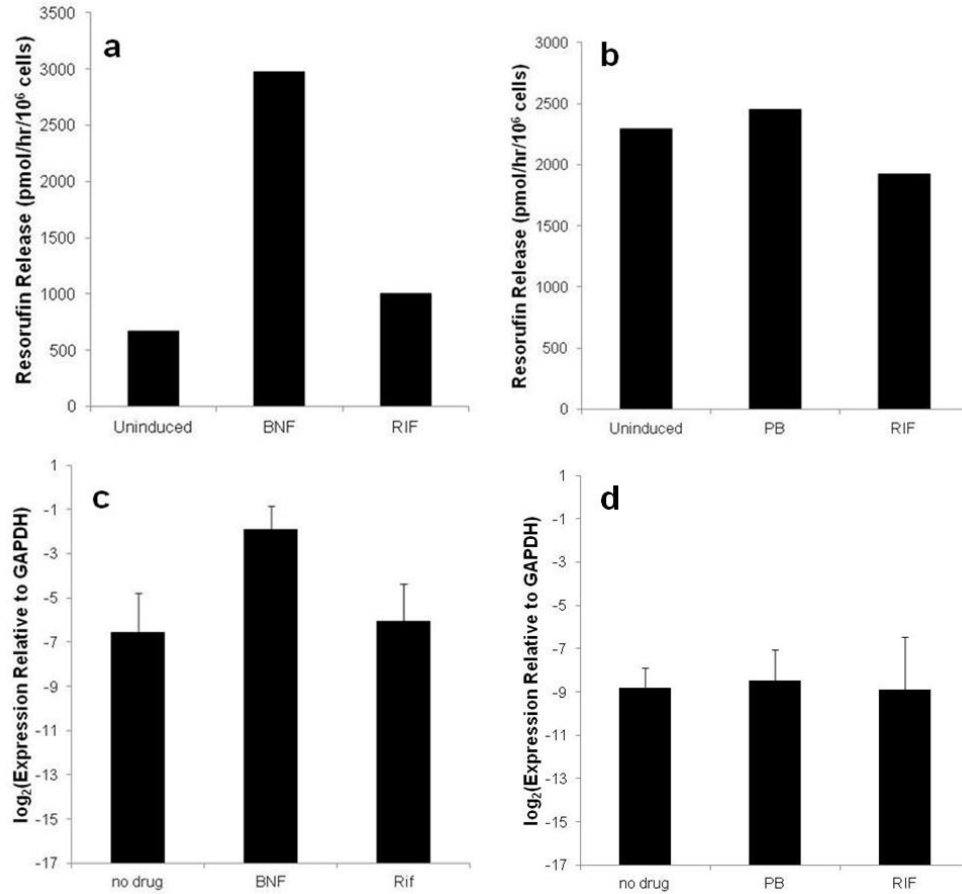 a
Resorufin Release (pmol/hr/10⁶ cells)
3500
3000
2500
2000
1500
1000
500
0
Uninduced BNF RIF
b
Resorufin Release (pmol/hr/10⁶ cells)
3000
2500
2000
1500
1000
500
0
Uninduced PB RIF
c
log₂(Expression Relative to GAPDH)
1
-1
-3
-5
-7
-9
-11
-13
-15
-17
no drug BNF Rif
d
log₂(Expression Relative to GAPDH)
1
-1
-3
-5
-7
-9
-11
-13
-15
-17
no drug PB RIF